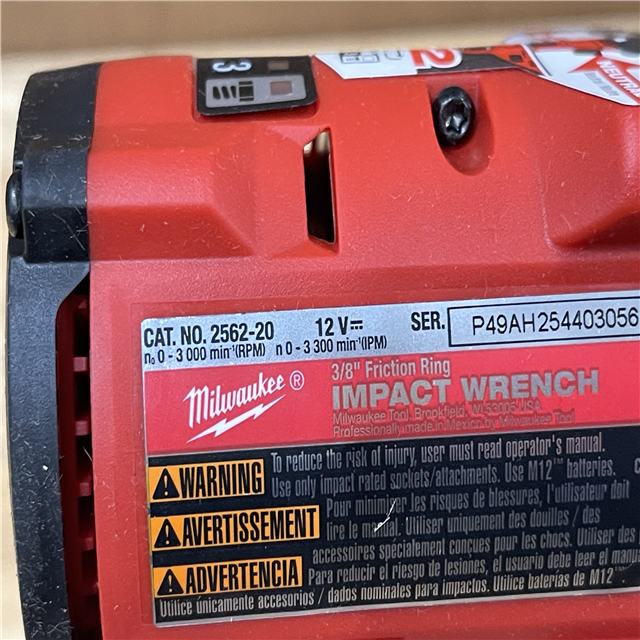 3
2
NEUTRAL
CAT. NO. 2562-20 12 V⎓ SER. P49AH254403056
n₀ 0 - 3 000 min⁻¹(RPM) n 0 - 3 300 min⁻¹(IPM)
Milwaukee®
3/8" Friction Ring
IMPACT WRENCH
Milwaukee Tool, Brookfield, WI 53005 USA
Professionally made in Mexico by Milwaukee Tool
WARNING To reduce the risk of injury, user must read operator's manual.
Use only impact rated sockets/attachments. Use M12™ batteries.
AVERTISSEMENT Pour minimiser les risques de blessures, l'utilisateur doit
lire le manual. Utiliser uniquement des douilles / des
accessoires spécialement conçues pour les chocs. Utiliser des
ADVERTENCIA Para reducir el riesgo de lesiones, el usuario debe leer el manual
Utilice únicamente accesorios / dados nominales para impactos. Utilice baterías de M12™